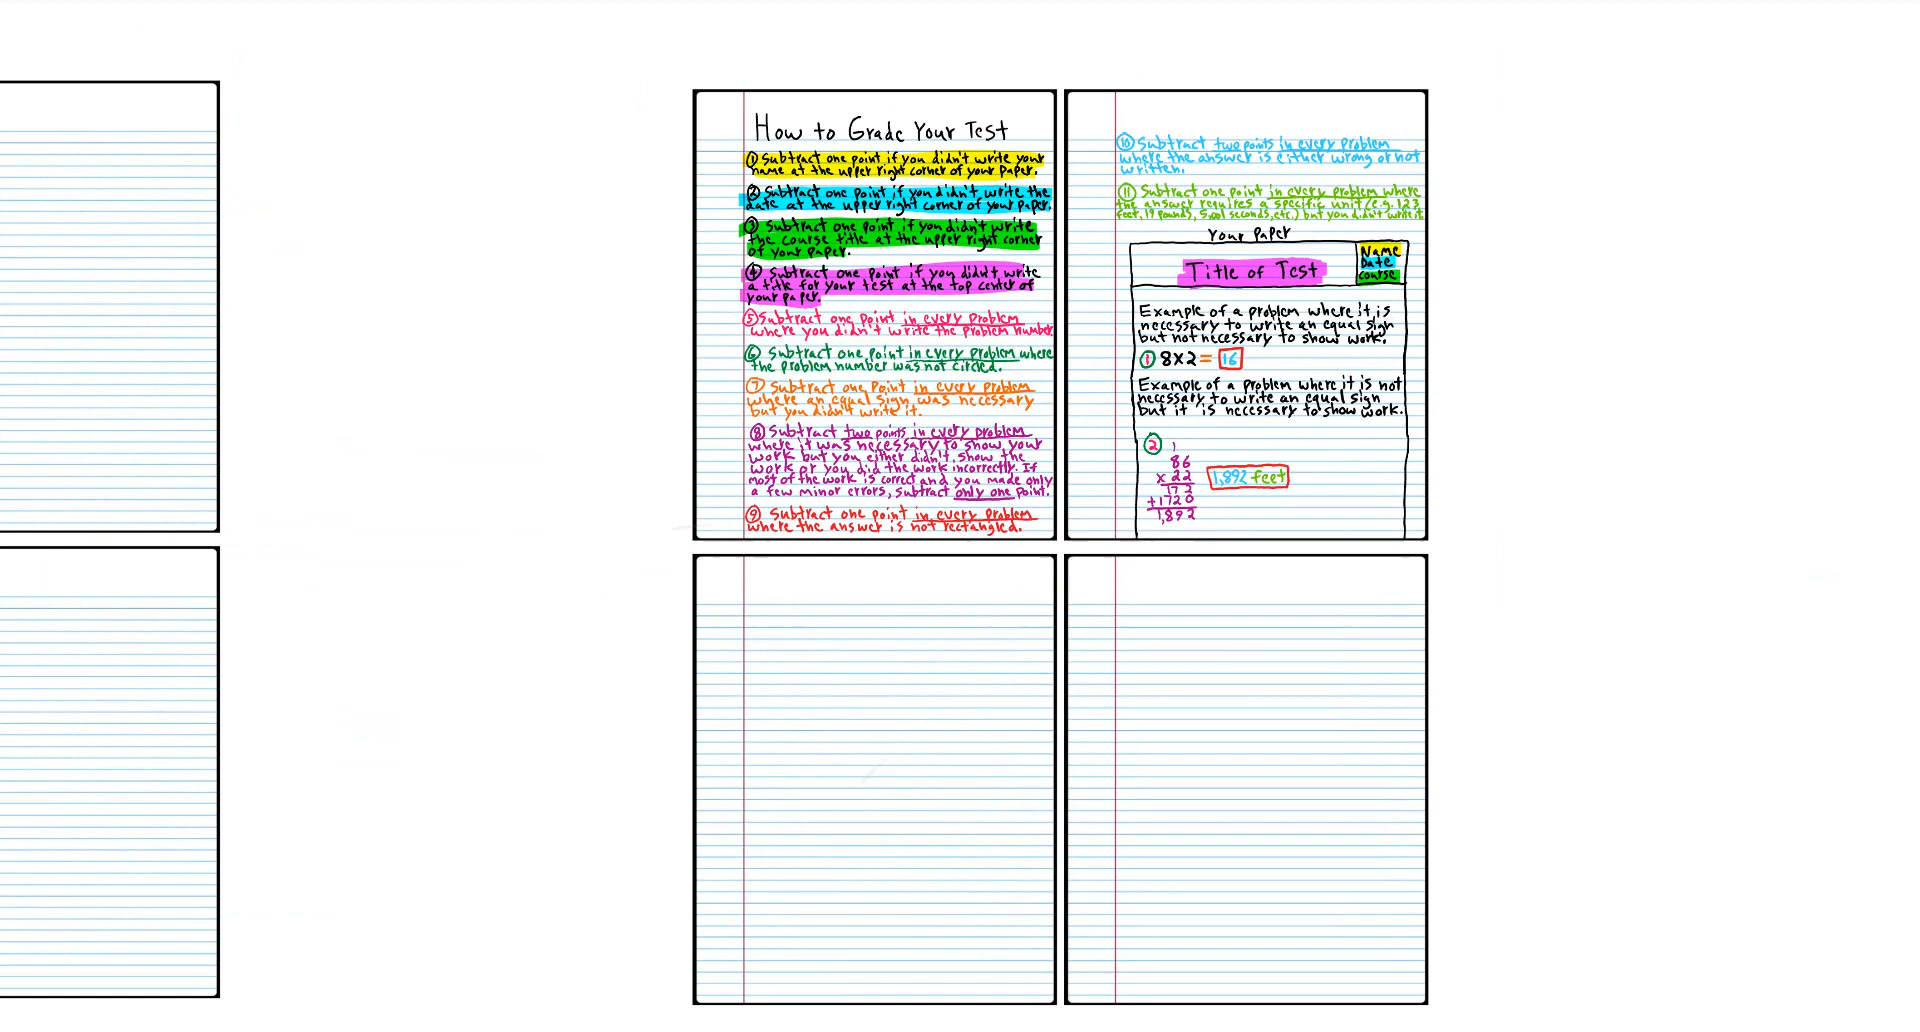 How to Grade Your Test
① Subtract one point if you didn't write your
name at the upper right corner of your paper.
② Subtract one point if you didn't write the
date at the upper right corner of your paper.
③ Subtract one point if you didn't write
the course title at the upper right corner
of your paper.
④ Subtract one point if you didn't write
a title for your test at the top center of
your paper.
⑤ Subtract one point in every problem
where you didn't write the problem number.
⑥ Subtract one point in every problem where
the problem number was not circled.
⑦ Subtract one point in every problem
where an equal sign was necessary
but you didn't write it.
⑧ Subtract two points in every problem
where it was necessary to show your
work but you either didn't show the
work or you did the work incorrectly. If
most of the work is correct and you made only
a few minor errors, subtract only one point.
⑨ Subtract one point in every problem
where the answer is not rectangled.
⑩ Subtract two points in every problem
where the answer is either wrong or not
written.
⑪ Subtract one point in every problem where
the answer requires a specific unit (e.g. 123
feet, 19 pounds, 5,001 seconds, etc.) but you didn't write it.
Your Paper
Title of Test
Name
Date
Course
Example of a problem where it is
necessary to write an equal sign
but not necessary to show work.
① 8x2 = 16
Example of a problem where it is not
necessary to write an equal sign
but it is necessary to show work.
② 1
86
x 22
172
+1720
1,892
1,892 feet